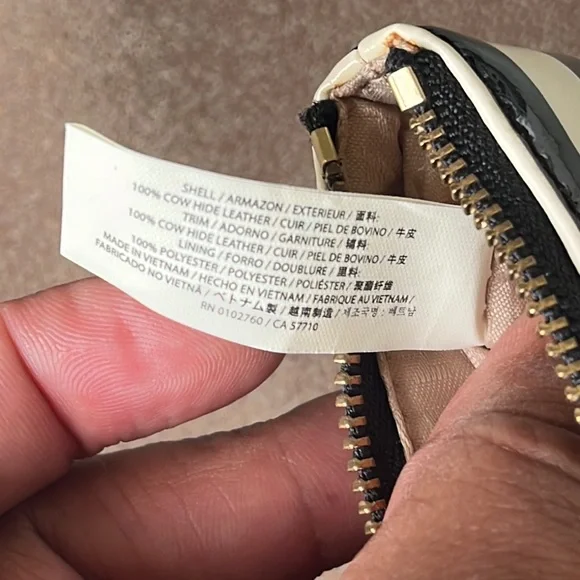 SHELL / ARMAZON / EXTERIEUR / 面料:
100% COW HIDE LEATHER / CUIR / PIEL DE BOVINO / 牛皮
TRIM / ADORNO / GARNITURE / 辅料:
100% COW HIDE LEATHER / CUIR / PIEL DE BOVINO / 牛皮
LINING / FORRO / DOUBLURE / 里料:
100% POLYESTER / POLYESTER / POLIÉSTER / 聚酯纤维
MADE IN VIETNAM / HECHO EN VIETNAM / FABRIQUE AU VIETNAM /
FABRICADO NO VIETNÃ / ベトナム製 / 越南制造 / 제조국명 : 베트남
RN 0102760 / CA 57710